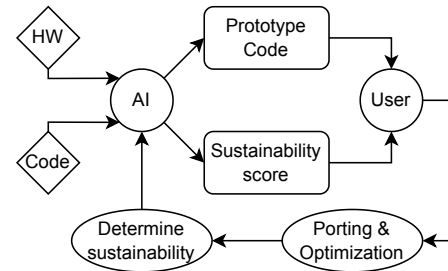 HW
AI
Code
Prototype
Code
Sustainability
score
User
Determine
sustainability
Porting &
Optimization